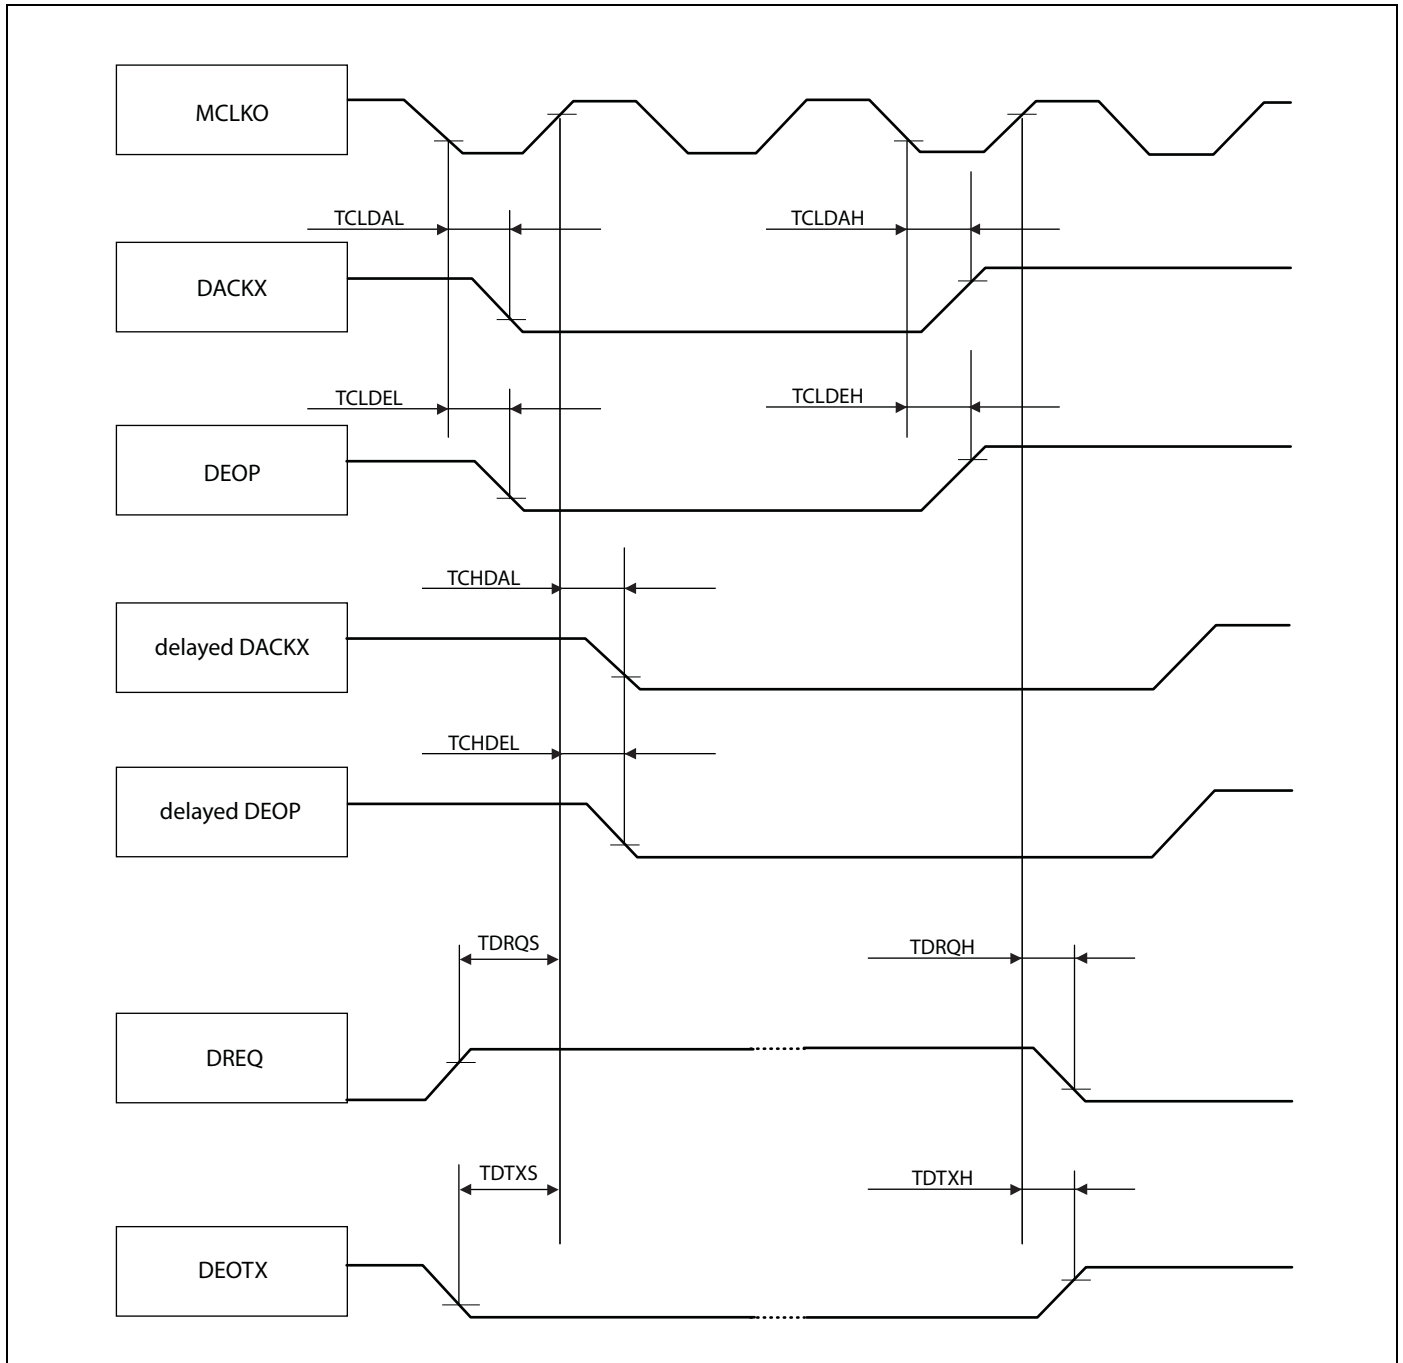 MCLKO
TCLDAL
TCLDAH
DACKX
TCLDEL
TCLDEH
DEOP
TCHDAL
delayed DACKX
TCHDEL
delayed DEOP
TDRQS
TDRQH
DREQ
TDTXS
TDTXH
DEOTX